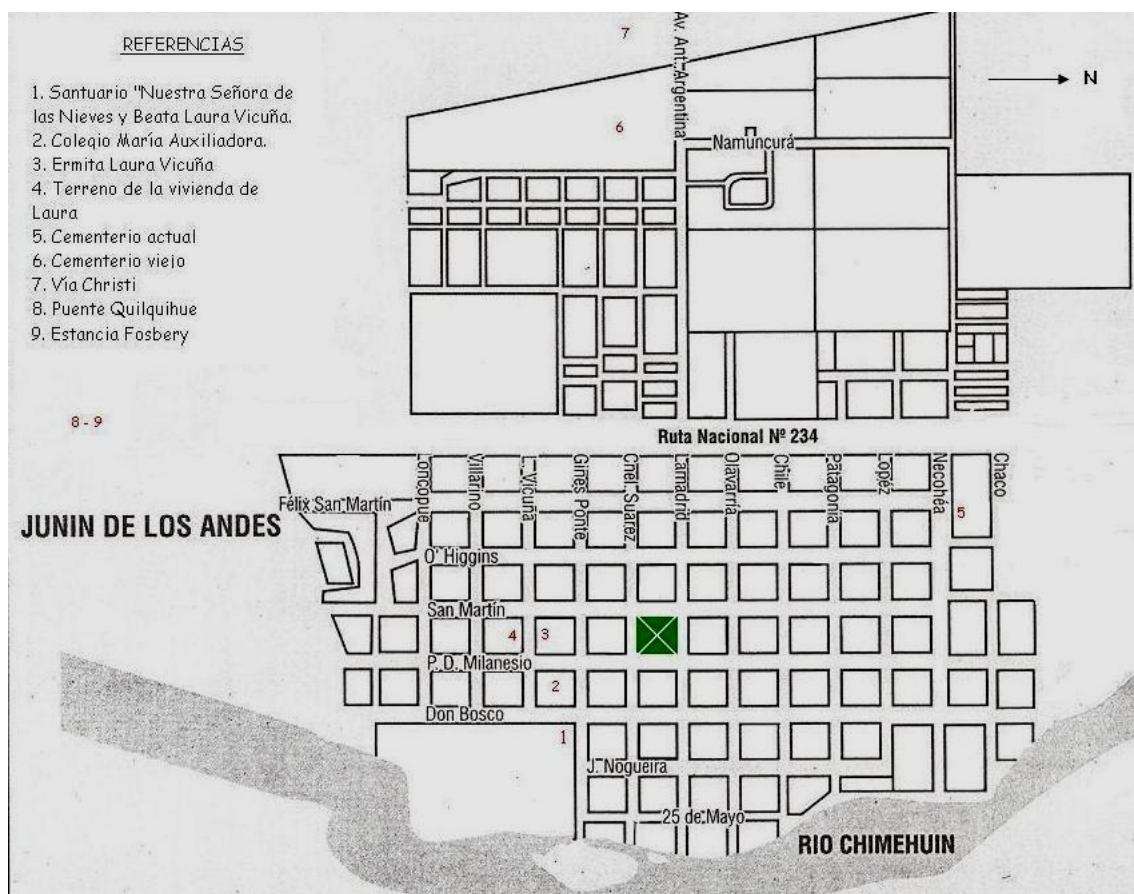 REFERENCIAS
1. Santuario "Nuestra Señora de
las Nieves y Beata Laura Vicuña.
2. Colegio María Auxiliadora.
3. Ermita Laura Vicuña
4. Terreno de la vivienda de
Laura
5. Cementerio actual
6. Cementerio viejo
7. Vía Christi
8. Puente Quilquihue
9. Estancia Fosbery
7
Av. Ant. Argentina
N
6
Namuncurá
8 - 9
Ruta Nacional Nº 234
Loncopue
Villarino
L. Vicuña
Gines Ponte
Cnel. Suarez
Lamadrid
Olavarría
Chile
Patagonia
Lopéz
Necohéa
Chaco
Félix San Martín
5
JUNIN DE LOS ANDES
O' Higgins
San Martín
4
3
P. D. Milanesio
2
Don Bosco
1
J. Nogueira
25 de Mayo
RIO CHIMEHUIN